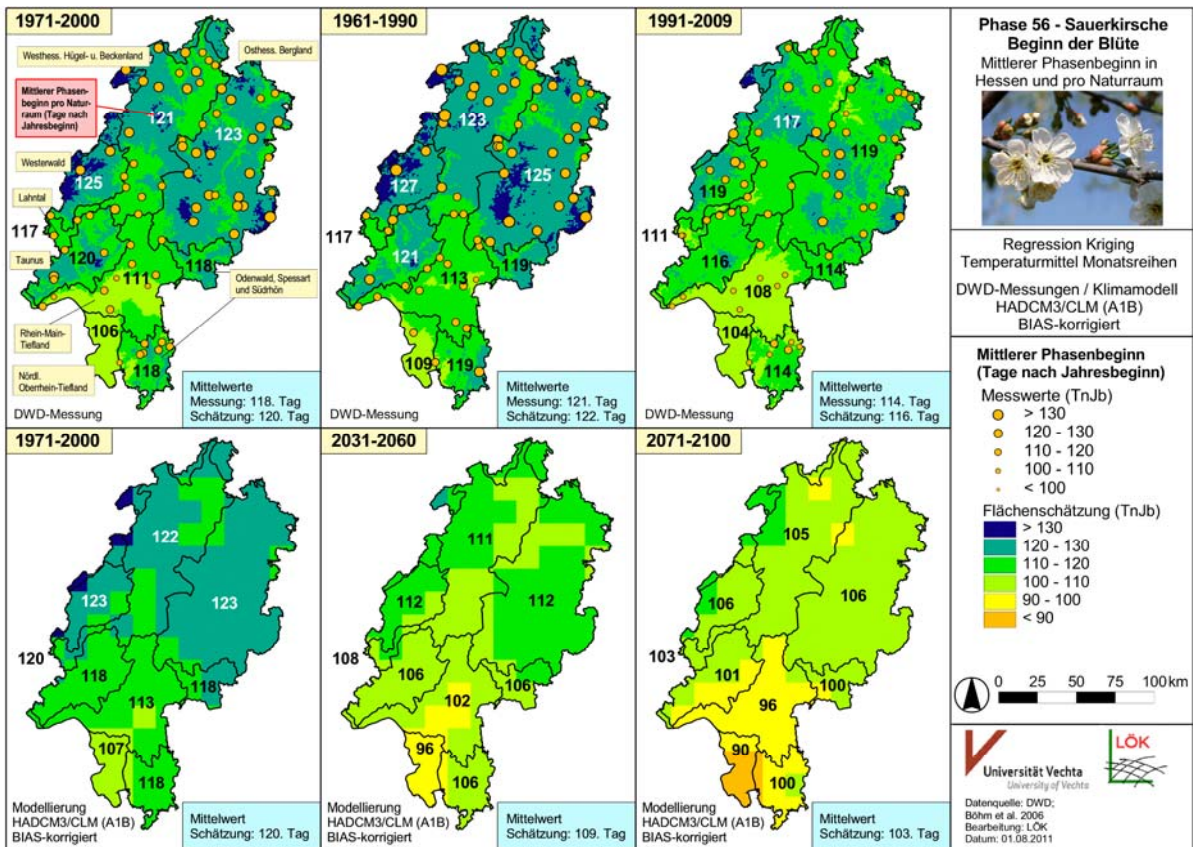 1971-2000
Westhess. Hügel- u. Beckenland
Osthess. Bergland
Mittlerer Phasen-
beginn pro Natur-
raum (Tage nach
Jahresbeginn)
121
123
Westerwald
125
Lahntal
117
Taunus
120
111
118
Odenwald, Spessart
und Südrhön
Rhein-Main-
Tiefland
106
Nördl.
Oberrhein-Tiefland
118
DWD-Messung
Mittelwerte
Messung: 118. Tag
Schätzung: 120. Tag
1961-1990
123
125
127
117
121
113
119
109
119
DWD-Messung
Mittelwerte
Messung: 121. Tag
Schätzung: 122. Tag
1991-2009
117
119
119
111
116
114
108
104
114
DWD-Messung
Mittelwerte
Messung: 114. Tag
Schätzung: 116. Tag
1971-2000
122
123
123
120
118
118
113
107
118
Modellierung
HADCM3/CLM (A1B)
BIAS-korrigiert
Mittelwert
Schätzung: 120. Tag
2031-2060
111
112
112
108
106
106
102
96
106
Modellierung
HADCM3/CLM (A1B)
BIAS-korrigiert
Mittelwert
Schätzung: 109. Tag
2071-2100
105
106
106
103
101
100
96
90
100
Modellierung
HADCM3/CLM (A1B)
BIAS-korrigiert
Mittelwert
Schätzung: 103. Tag
Phase 56 - Sauerkirsche
Beginn der Blüte
Mittlerer Phasenbeginn in
Hessen und pro Naturraum
Regression Kriging
Temperaturmittel Monatsreihen
DWD-Messungen / Klimamodell
HADCM3/CLM (A1B)
BIAS-korrigiert
Mittlerer Phasenbeginn
(Tage nach Jahresbeginn)
Messwerte (TnJb)
> 130
120 - 130
110 - 120
100 - 110
< 100
Flächenschätzung (TnJb)
> 130
120 - 130
110 - 120
100 - 110
90 - 100
< 90
0 25 50 75 100 km
Universität Vechta
University of Vechta
LÖK
Datenquelle: DWD;
Böhm et al. 2006
Bearbeitung: LÖK
Datum: 01.08.2011